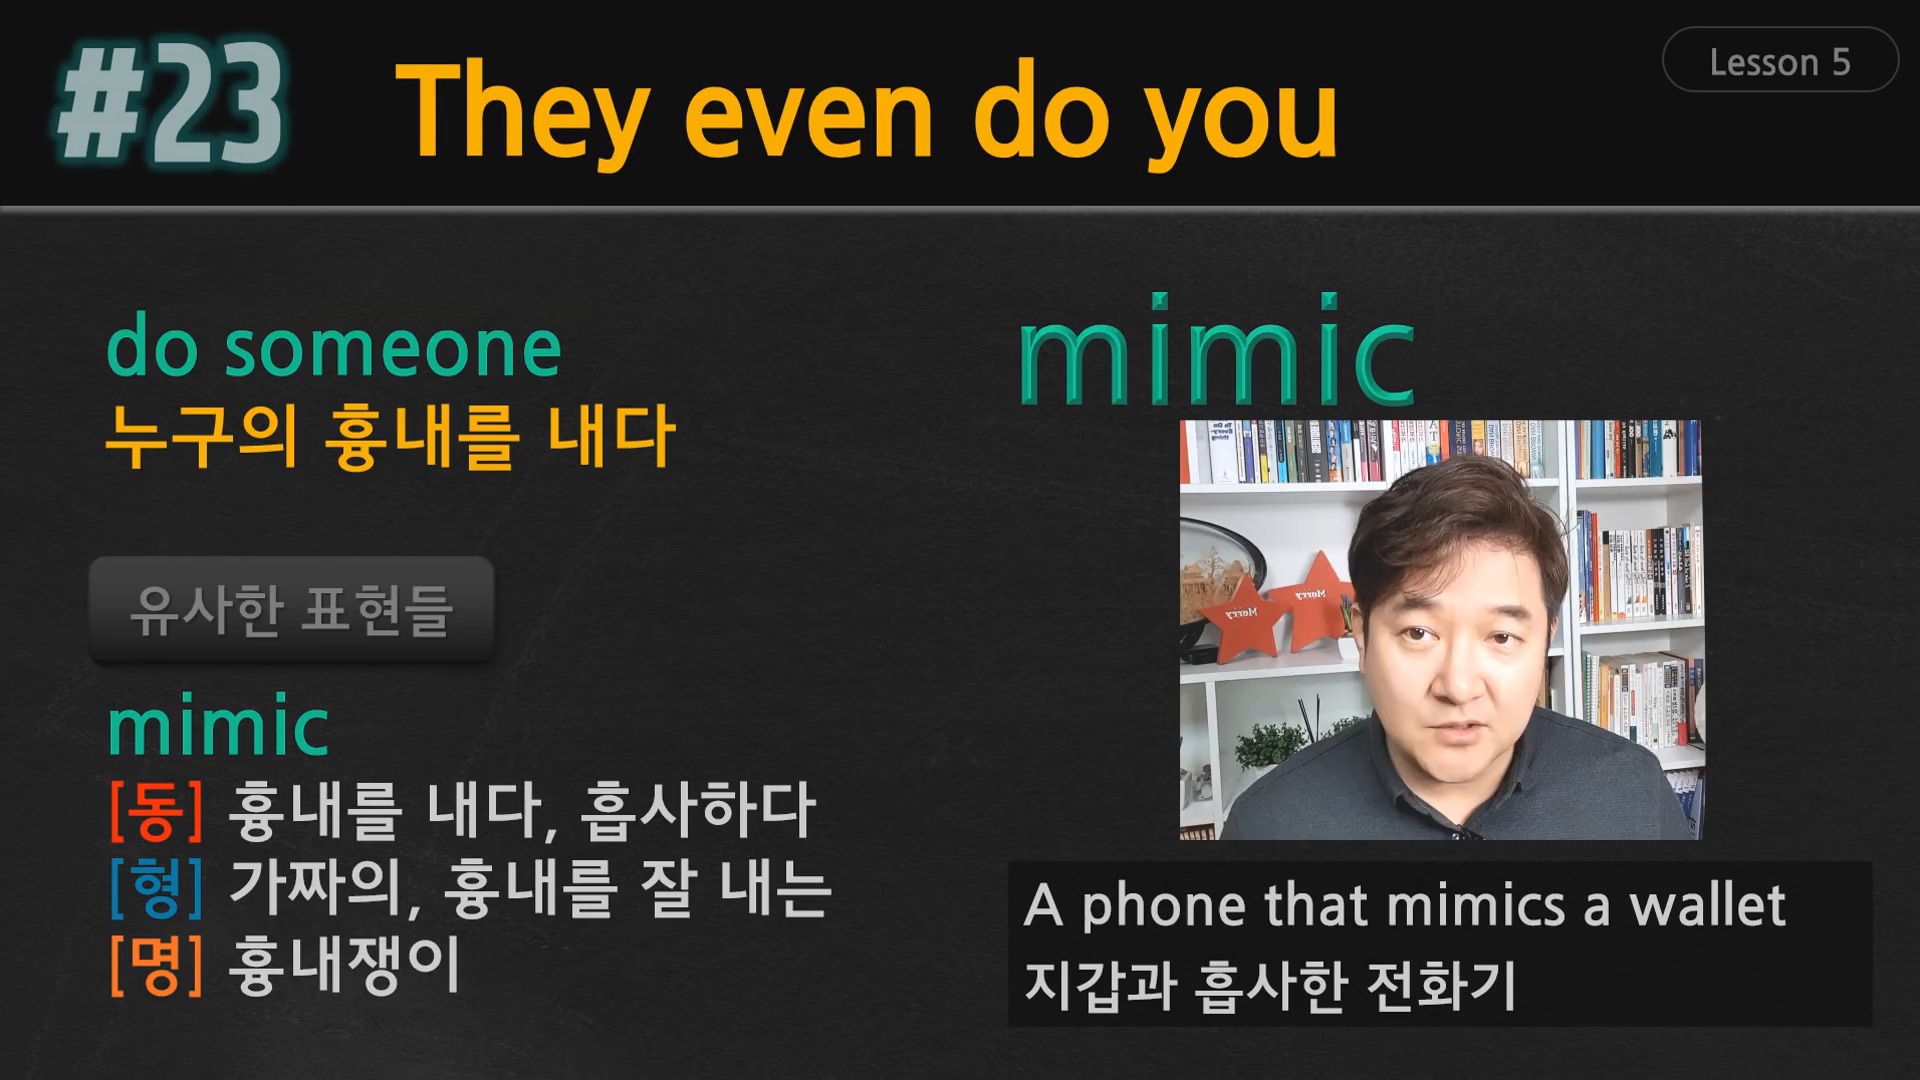 #23
They even do you
Lesson 5
do someone
누구의 흉내를 내다
유사한 표현들
mimic
[동] 흉내를 내다, 흡사하다
[형] 가짜의, 흉내를 잘 내는
[명] 흉내쟁이
mimic
Merry
Merry
A phone that mimics a wallet
지갑과 흡사한 전화기